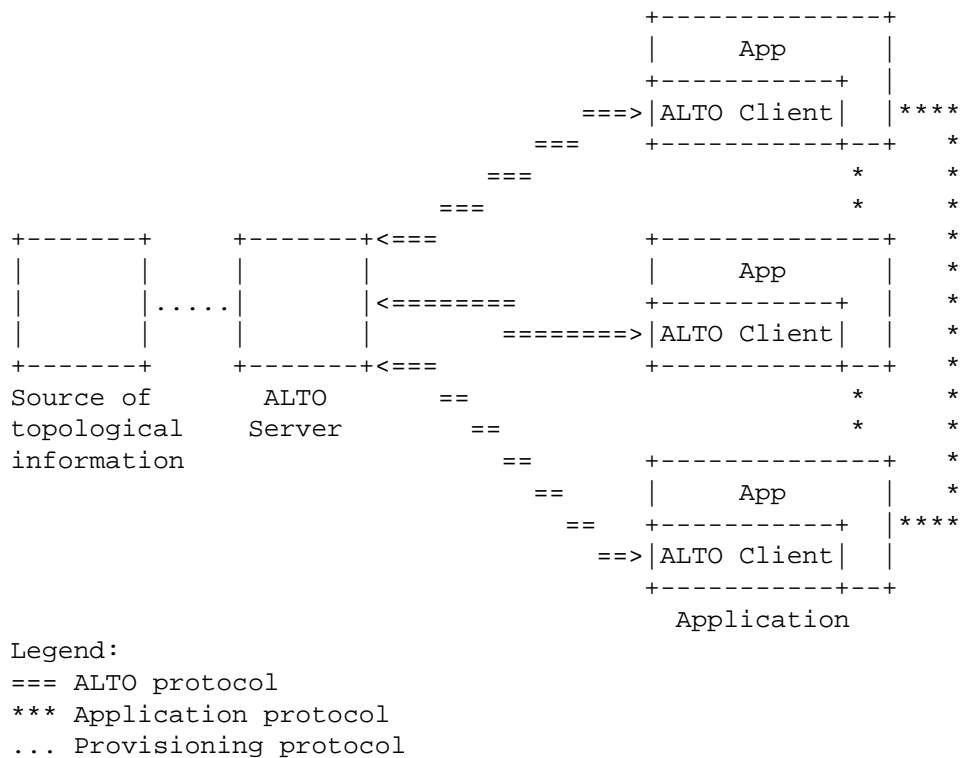 App
ALTO Client
App
ALTO Client
Source of ALTO
topological Server
information
App
ALTO Client
Application
Legend:
=== ALTO protocol
*** Application protocol
... Provisioning protocol